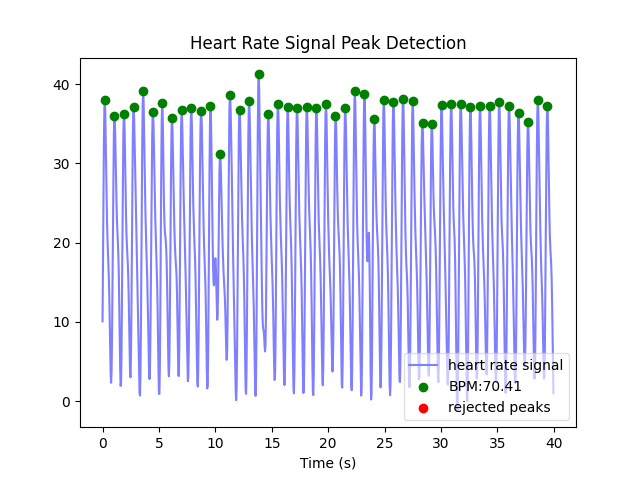 Heart Rate Signal Peak Detection
40
30
20
10
0
heart rate signal
BPM:70.41
rejected peaks
0 5 10 15 20 25 30 35 40
Time (s)